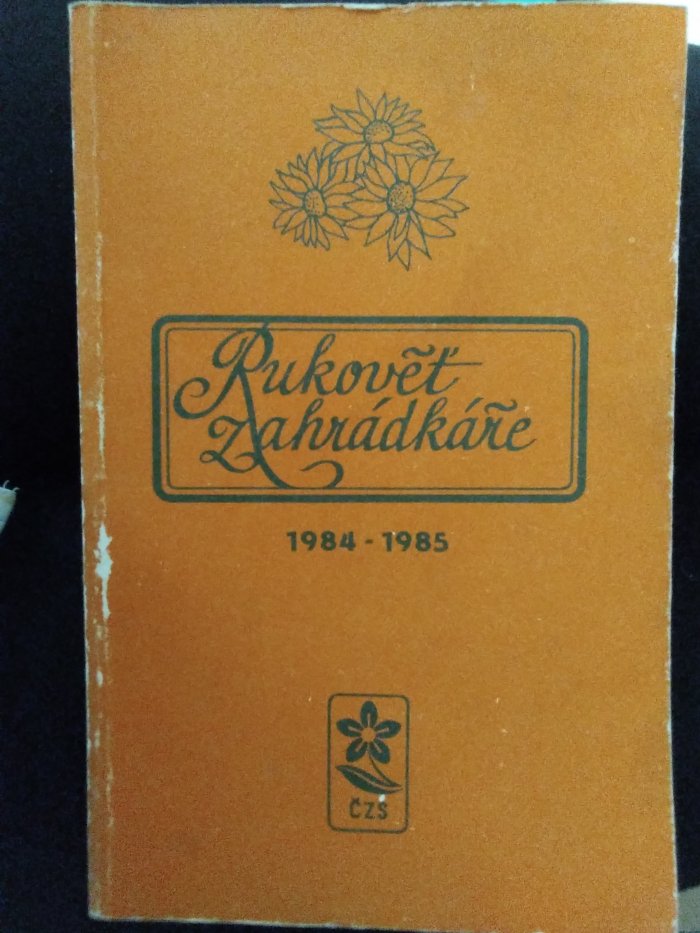 Rukověť
zahrádkáře
1984 - 1985
ČZS